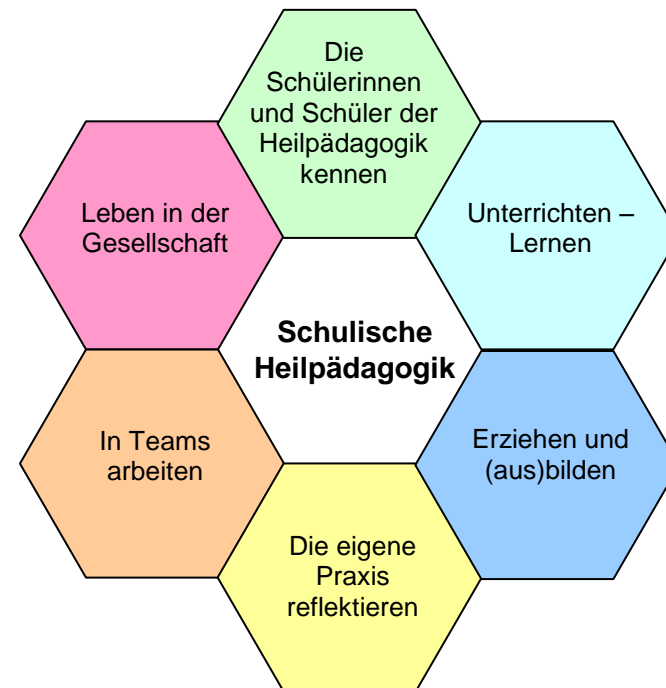 Die
Schülerinnen
und Schüler der
Heilpädagogik
kennen
Leben in der
Gesellschaft
Unterrichten –
Lernen
Schulische
Heilpädagogik
In Teams
arbeiten
Erziehen und
(aus)bilden
Die eigene
Praxis
reflektieren